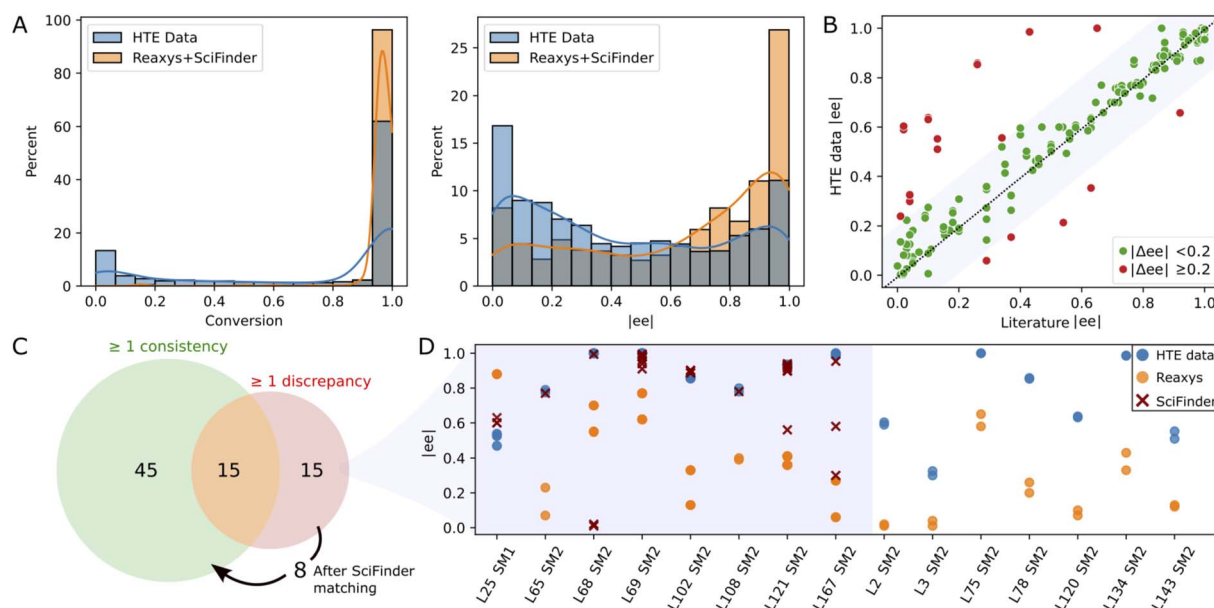 A
HTE Data
Reaxys+SciFinder
100
80
60
40
20
0
Percent
0.0 0.2 0.4 0.6 0.8 1.0
Conversion
HTE Data
Reaxys+SciFinder
25
20
15
10
5
0
Percent
0.0 0.2 0.4 0.6 0.8 1.0
|ee|
B
1.0
0.8
0.6
0.4
0.2
0.0
HTE data |ee|
|Δee| <0.2
|Δee| ≥0.2
0.0 0.2 0.4 0.6 0.8 1.0
Literature |ee|
C
≥ 1 consistency
≥ 1 discrepancy
45 15 15
8 After SciFinder
matching
D
1.0
0.8
0.6
0.4
0.2
0.0
|ee|
HTE data
Reaxys
SciFinder
L25 SM1
L65 SM2
L68 SM2
L69 SM2
L102 SM2
L108 SM2
L121 SM2
L167 SM2
L2 SM2
L3 SM2
L75 SM2
L78 SM2
L120 SM2
L134 SM2
L143 SM2